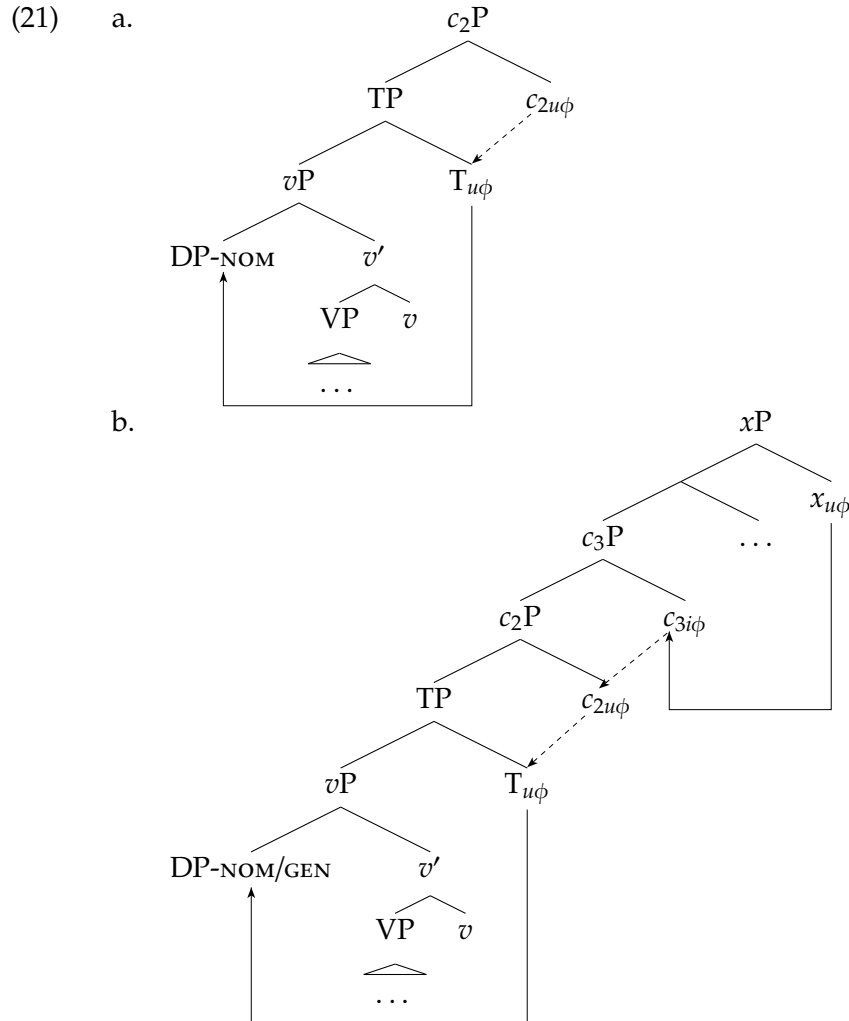 (21) a. c₂P
TP c₂uϕ
vP Tuϕ
DP-NOM v′
VP v
...
b. xP
xuϕ
c₃P ...
c₂P c₃iϕ
TP c₂uϕ
vP Tuϕ
DP-NOM/GEN v′
VP v
...